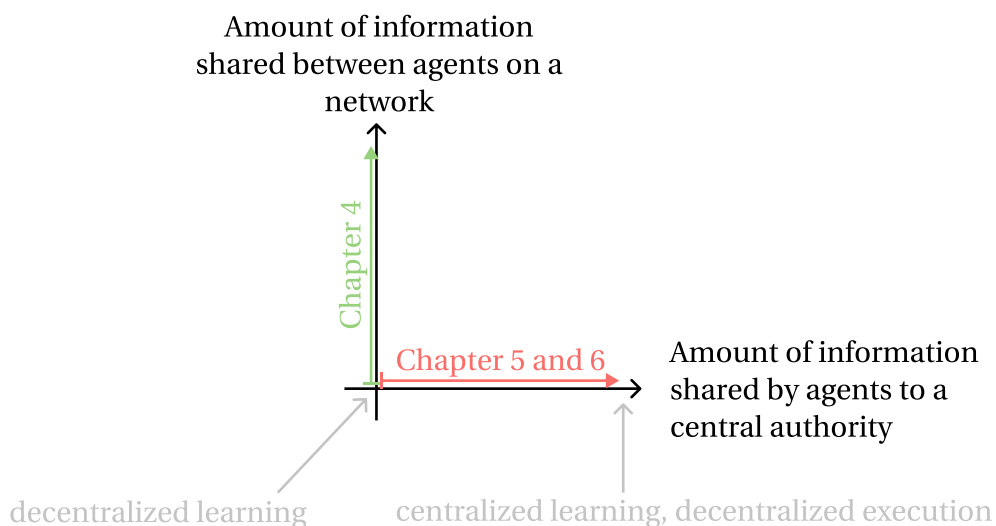 Amount of information
shared between agents on a
network
Chapter 4
Chapter 5 and 6
Amount of information
shared by agents to a
central authority
decentralized learning
centralized learning, decentralized execution